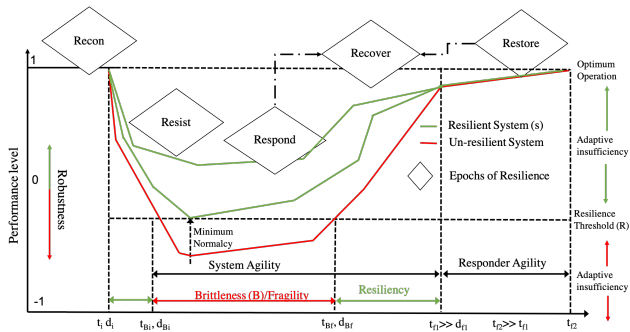 Recon
Restore
Recover
1
Optimum
Operation
Resist
Respond
Resilient System (s)
Un-resilient System
Adaptive
insufficiency
Epochs of Resilience
Performance level
0
Robustness
Resilience
Threshold (R)
Minimum
Normalcy
System Agility
Responder Agility
Adaptive
insufficiency
Brittleness (B)/Fragility
Resiliency
-1
ti di
tBi, dBi
tBf, dBf
tf1>> df1
tf2>> tf1
tf2